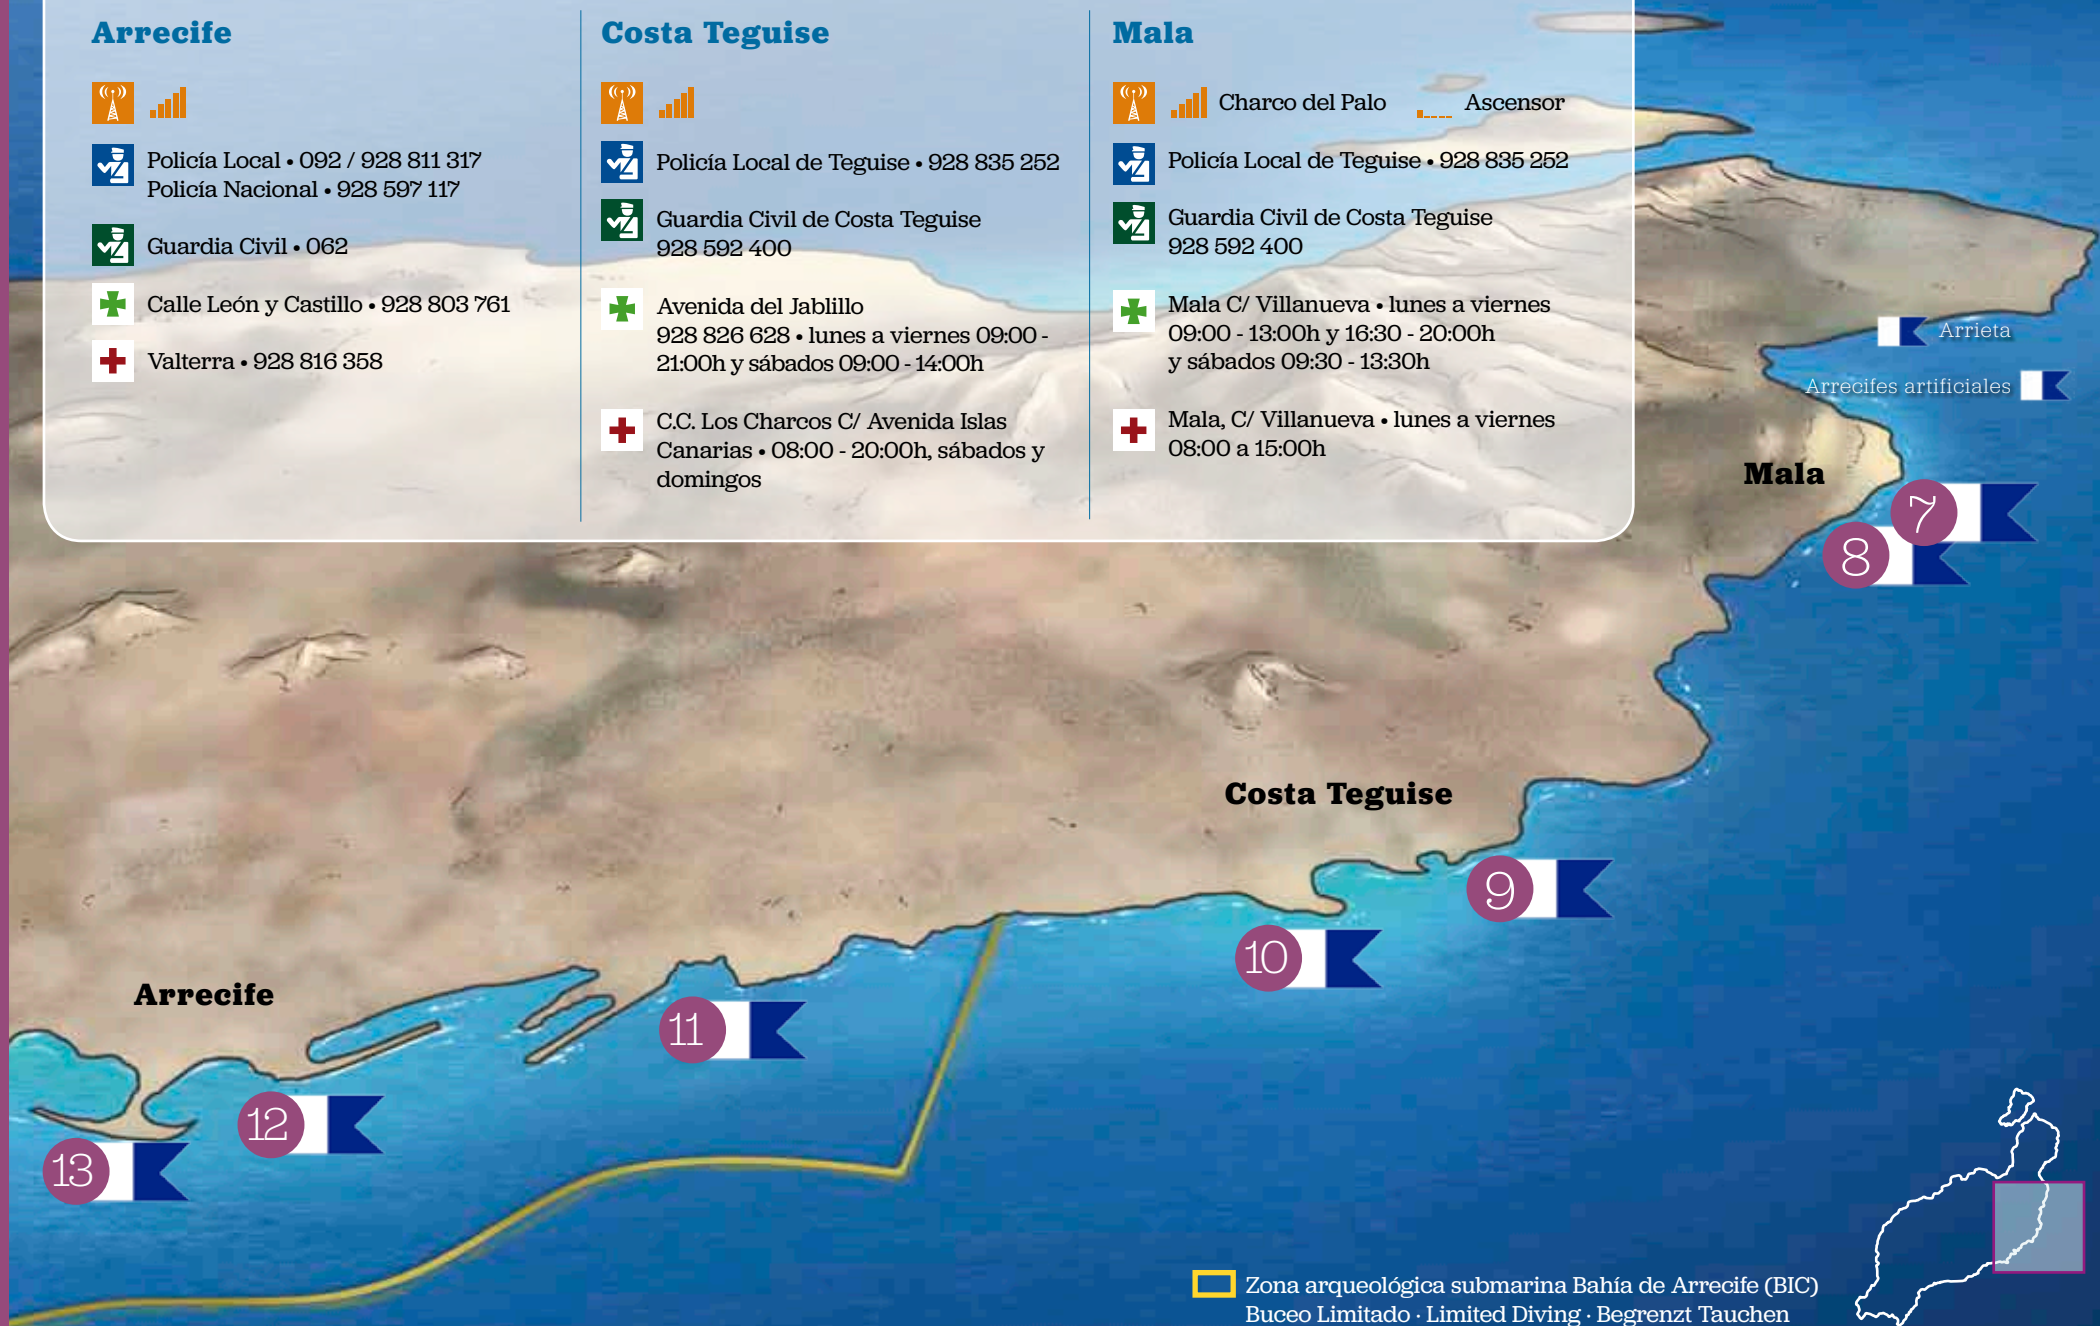 Arrecife
Policía Local • 092 / 928 811 317
Policía Nacional • 928 597 117
Guardia Civil • 062
Calle León y Castillo • 928 803 761
Valterra • 928 816 358
Costa Teguise
Policía Local de Teguise • 928 835 252
Guardia Civil de Costa Teguise
928 592 400
Avenida del Jablillo
928 826 628 • lunes a viernes 09:00 -
21:00h y sábados 09:00 - 14:00h
C.C. Los Charcos C/ Avenida Islas
Canarias • 08:00 - 20:00h, sábados y
domingos
Mala
Charco del Palo Ascensor
Policía Local de Teguise • 928 835 252
Guardia Civil de Costa Teguise
928 592 400
Mala C/ Villanueva • lunes a viernes
09:00 - 13:00h y 16:30 - 20:00h
y sábados 09:30 - 13:30h
Mala, C/ Villanueva • lunes a viernes
08:00 a 15:00h
Arrieta
Arrecifes artificiales
Mala
7
8
Costa Teguise
9
10
Arrecife
11
12
13
Zona arqueológica submarina Bahía de Arrecife (BIC)
Buceo Limitado · Limited Diving · Begrenzt Tauchen